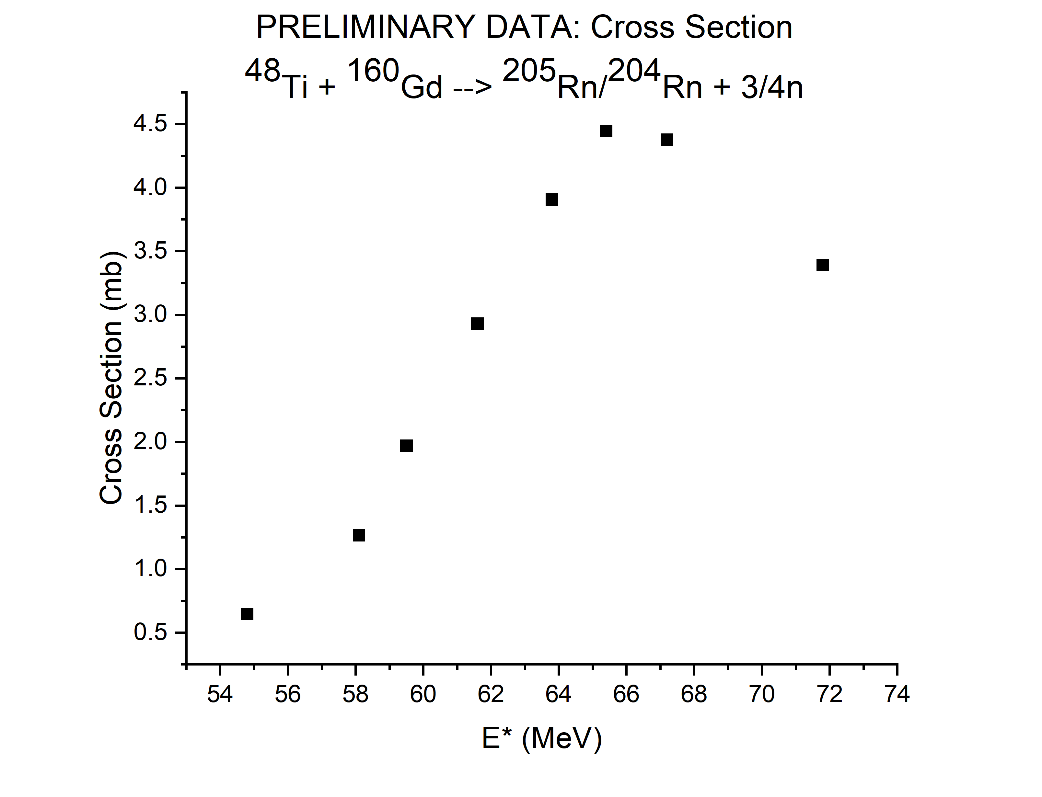 PRELIMINARY DATA: Cross Section
48Ti + 160Gd --> 205Rn/204Rn + 3/4n
4.5
4.0
3.5
3.0
2.5
2.0
1.5
1.0
0.5
Cross Section (mb)
54 56 58 60 62 64 66 68 70 72 74
E* (MeV)